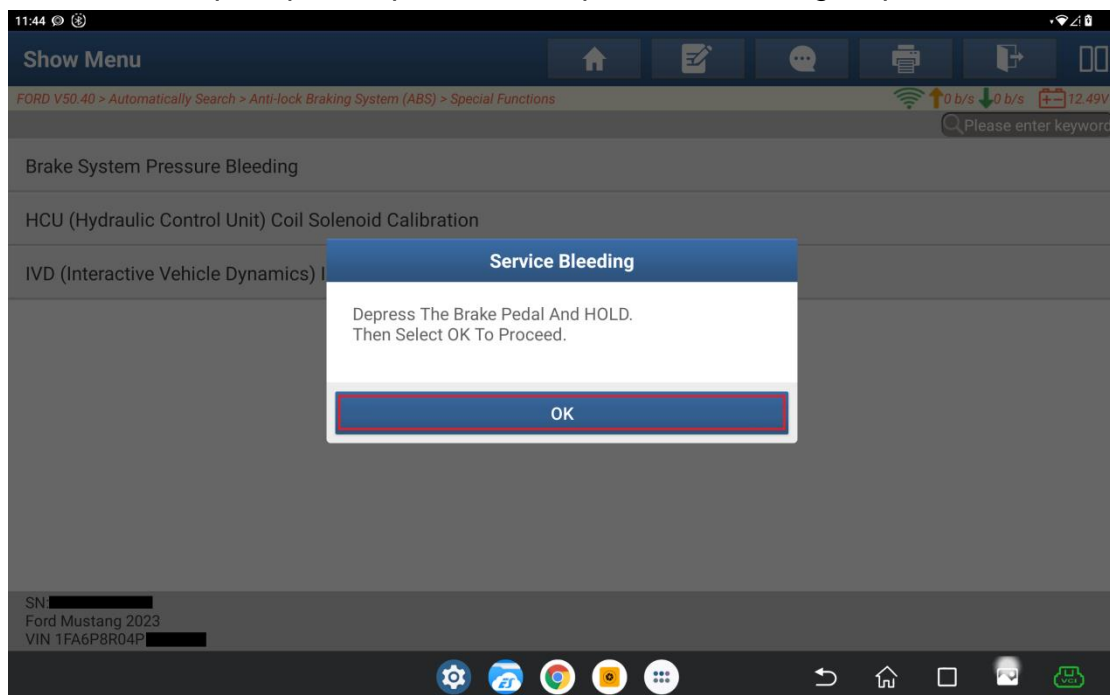 11:44
Show Menu
FORD V50.40 > Automatically Search > Anti-lock Braking System (ABS) > Special Functions
0 b/s 0 b/s 12.49V
Please enter keyword
Brake System Pressure Bleeding
HCU (Hydraulic Control Unit) Coil Solenoid Calibration
IVD (Interactive Vehicle Dynamics) I
Service Bleeding
Depress The Brake Pedal And HOLD.
Then Select OK To Proceed.
OK
SN:
Ford Mustang 2023
VIN 1FA6P8R04P
ES
VCI